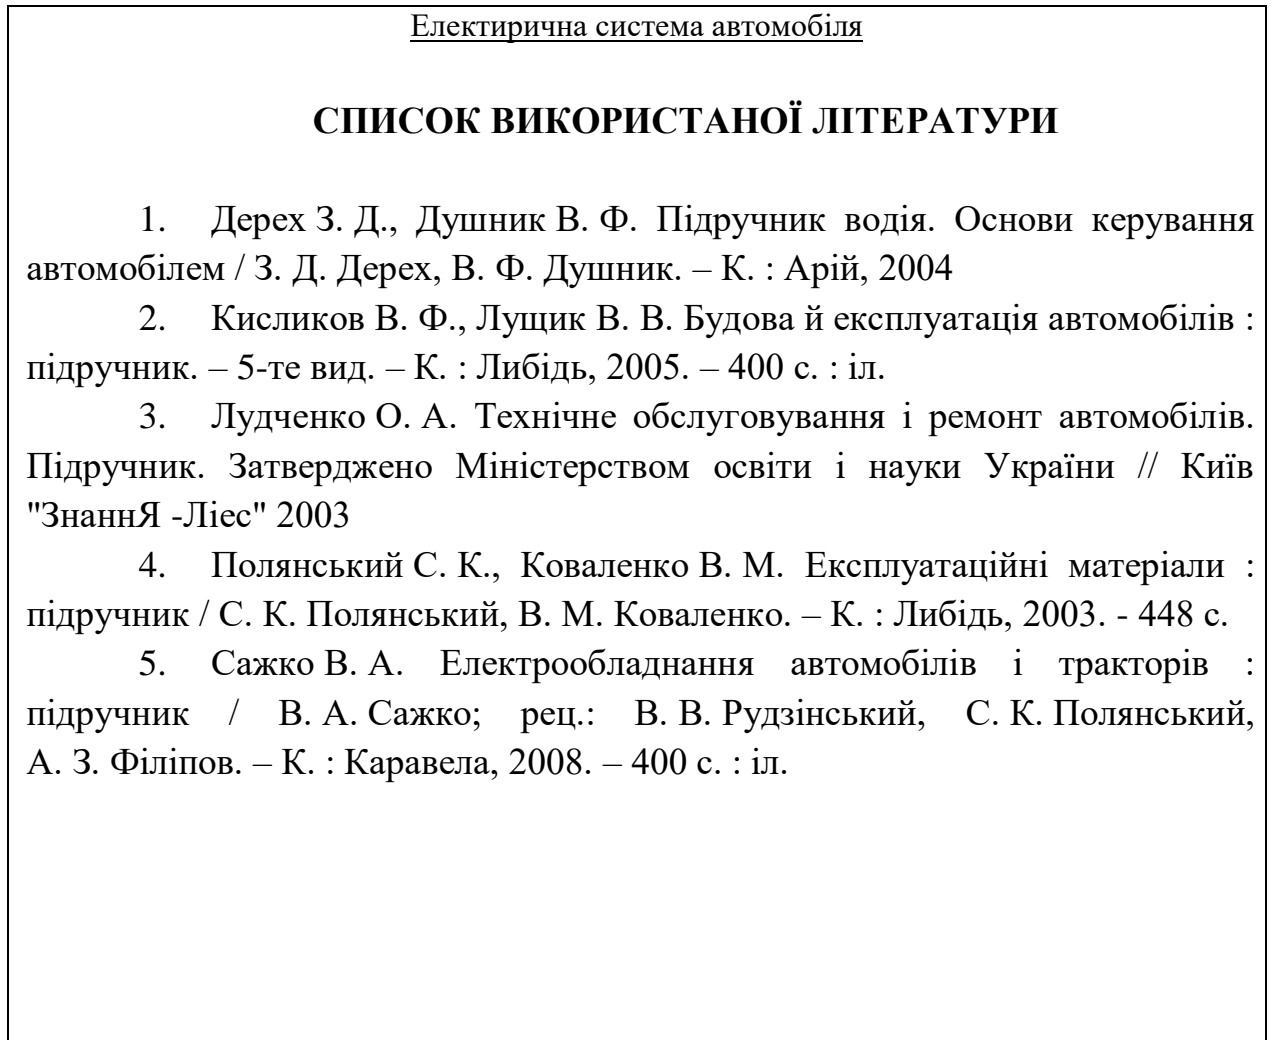 Електирична система автомобіля
СПИСОК ВИКОРИСТАНОЇ ЛІТЕРАТУРИ
1. Дерех З. Д., Душник В. Ф. Підручник водія. Основи керування
автомобілем / З. Д. Дерех, В. Ф. Душник. – К. : Арій, 2004
2. Кисликов В. Ф., Лущик В. В. Будова й експлуатація автомобілів :
підручник. – 5-те вид. – К. : Либідь, 2005. – 400 с. : іл.
3. Лудченко О. А. Технічне обслуговування і ремонт автомобілів.
Підручник. Затверджено Міністерством освіти і науки України // Київ
"ЗнаннЯ -Ліес" 2003
4. Полянський С. К., Коваленко В. М. Експлуатаційні матеріали :
підручник / С. К. Полянський, В. М. Коваленко. – К. : Либідь, 2003. - 448 с.
5. Сажко В. А. Електрообладнання автомобілів і тракторів :
підручник / В. А. Сажко; рец.: В. В. Рудзінський, С. К. Полянський,
А. З. Філіпов. – К. : Каравела, 2008. – 400 с. : іл.